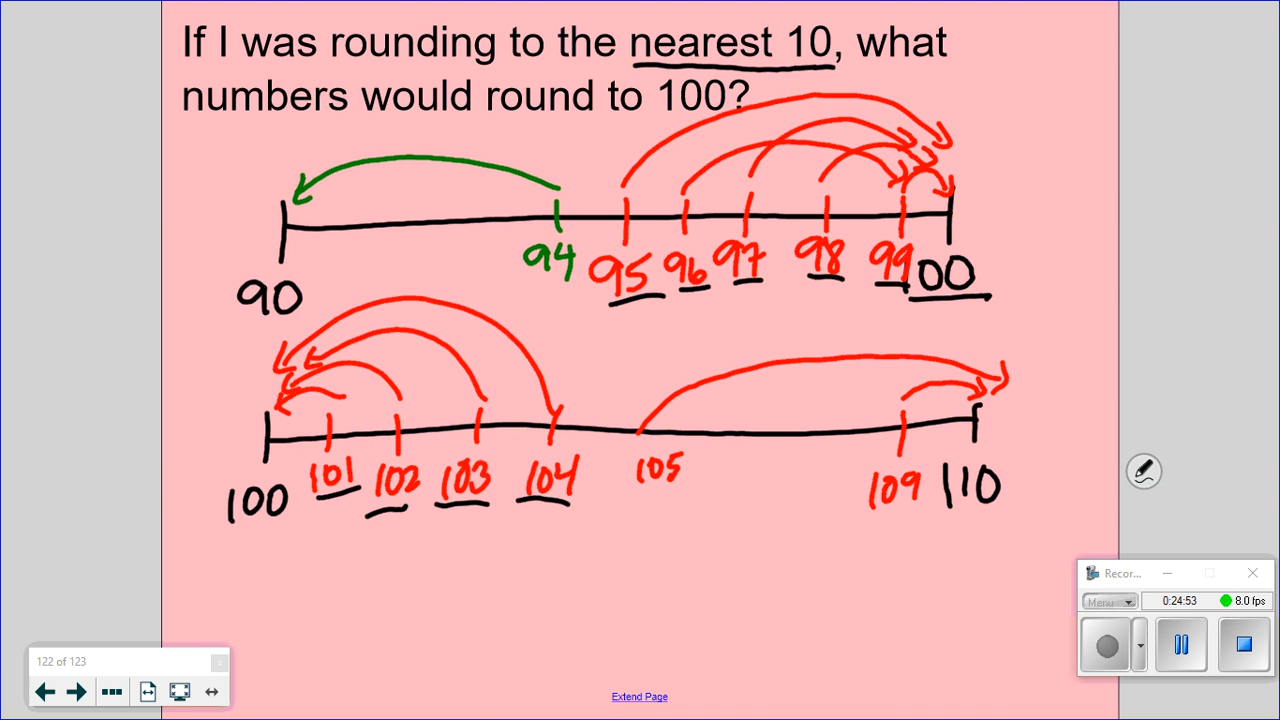 If I was rounding to the nearest 10, what
numbers would round to 100?
94 95 96 97 98 99 100
90
101 102 103 104 105 109 110
100
Recor...
Menu 0:24:53 8.0 fps
122 of 123
Extend Page